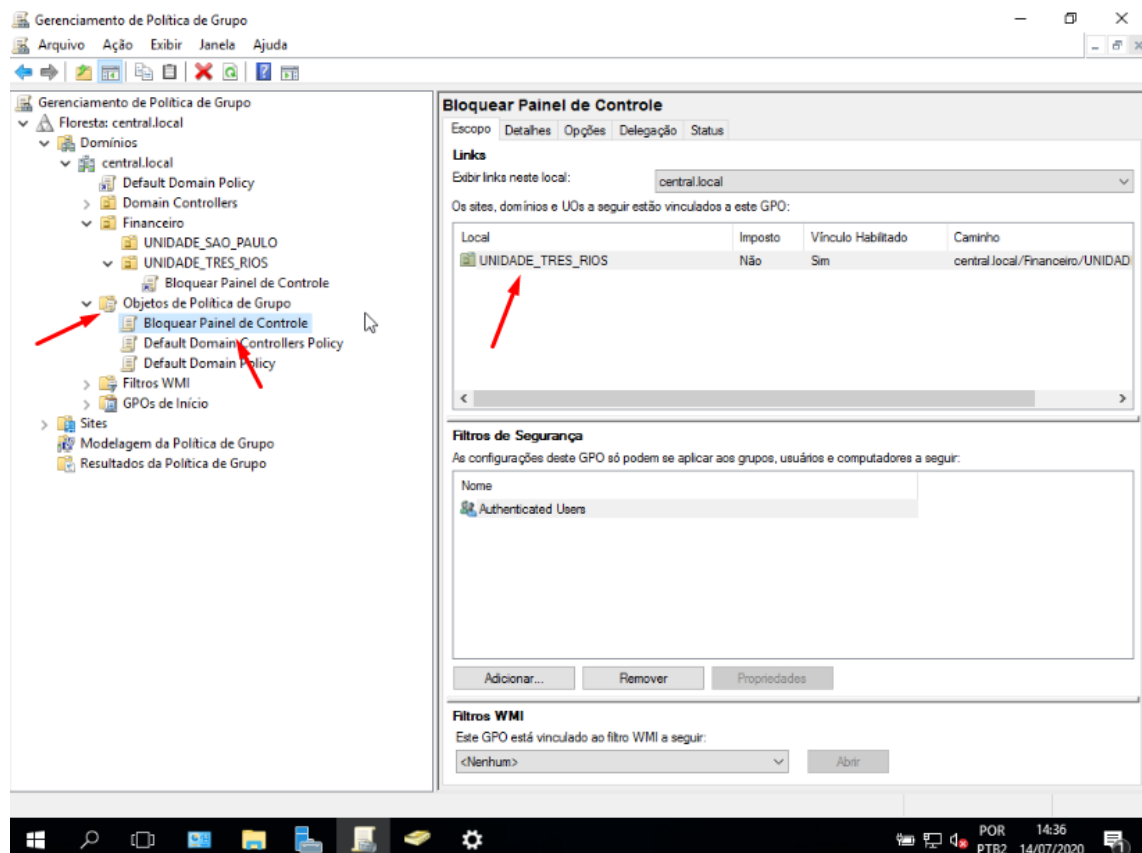 Gerenciamento de Política de Grupo
Arquivo Ação Exibir Janela Ajuda
Gerenciamento de Política de Grupo
Floresta: central.local
Domínios
central.local
Default Domain Policy
Domain Controllers
Financeiro
UNIDADE_SAO_PAULO
UNIDADE_TRES_RIOS
Bloquear Painel de Controle
Objetos de Política de Grupo
Bloquear Painel de Controle
Default Domain Controllers Policy
Default Domain Policy
Filtros WMI
GPOs de Início
Sites
Modelagem da Política de Grupo
Resultados da Política de Grupo
Bloquear Painel de Controle
Escopo Detalhes Opções Delegação Status
Links
Exibir links neste local: central.local
Os sites, domínios e UOs a seguir estão vinculados a este GPO:
Local Imposto Vínculo Habilitado Caminho
UNIDADE_TRES_RIOS Não Sim central.local/Financeiro/UNIDAD
Filtros de Segurança
As configurações deste GPO só podem se aplicar aos grupos, usuários e computadores a seguir:
Nome
Authenticated Users
Adicionar... Remover Propriedades
Filtros WMI
Este GPO está vinculado ao filtro WMI a seguir:
<Nenhum> Abrir
POR 14:36
PTB2 14/07/2020